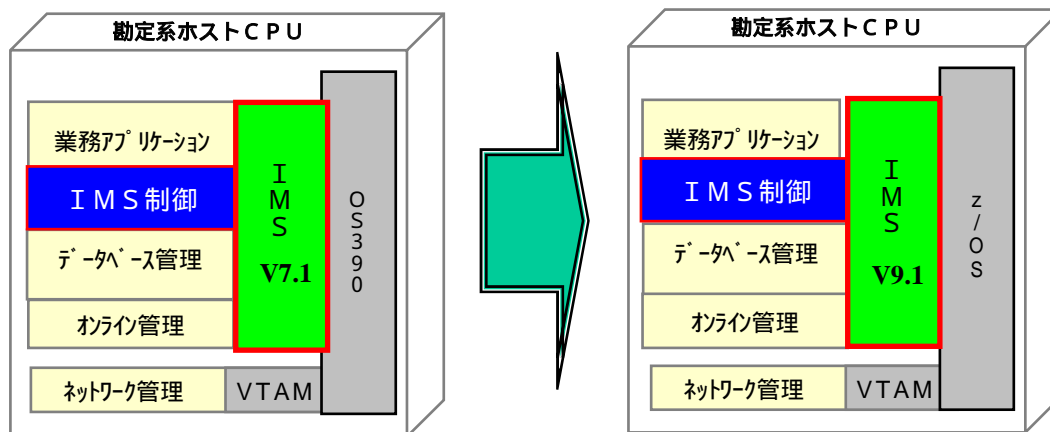 勘定系ホストＣＰＵ
業務ｱﾌﾟﾘｹｰｼｮﾝ
ＩＭＳ制御
ﾃﾞｰﾀﾍﾞｰｽ管理
ｵﾝﾗｲﾝ管理
ﾈｯﾄﾜｰｸ管理
ＩＭＳ
V7.1
ＶＴＡＭ
ＯＳ３９０
勘定系ホストＣＰＵ
業務ｱﾌﾟﾘｹｰｼｮﾝ
ＩＭＳ制御
ﾃﾞｰﾀﾍﾞｰｽ管理
ｵﾝﾗｲﾝ管理
ﾈｯﾄﾜｰｸ管理
ＩＭＳ
V9.1
ＶＴＡＭ
ｚ/ＯＳ